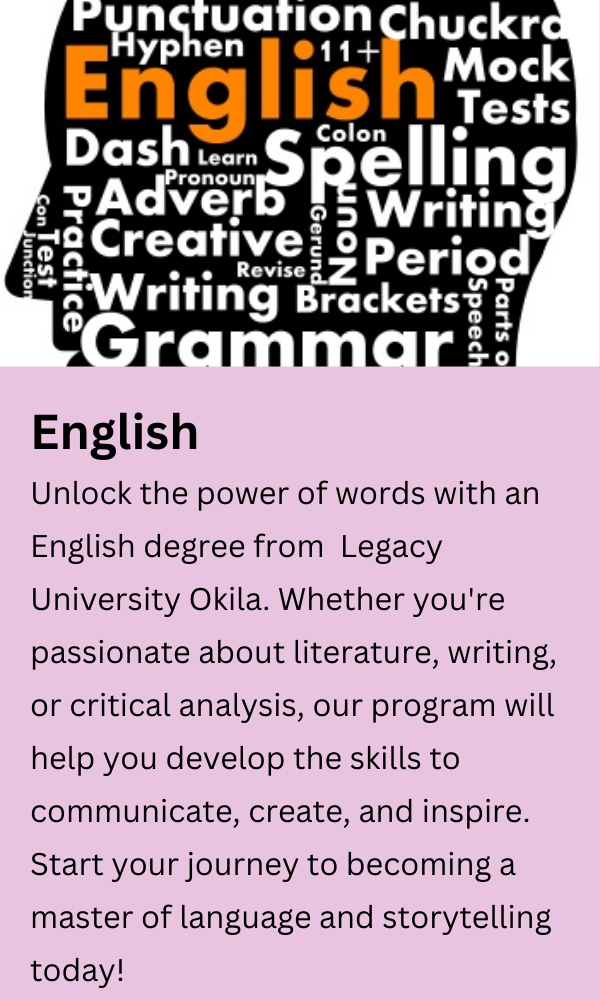 Punctuation
Chuckra
Hyphen
11+
English
Mock
Tests
Colon
Dash
Learn
Spelling
Pronoun
Adverb
Writing
Con
Junction
Test
Practice
Creative
Gerund
Noun
Period
Revise
Writing
Brackets
Speech
Parts o
Grammar
English
Unlock the power of words with an
English degree from  Legacy
University Okila. Whether you're
passionate about literature, writing,
or critical analysis, our program will
help you develop the skills to
communicate, create, and inspire.
Start your journey to becoming a
master of language and storytelling
today!